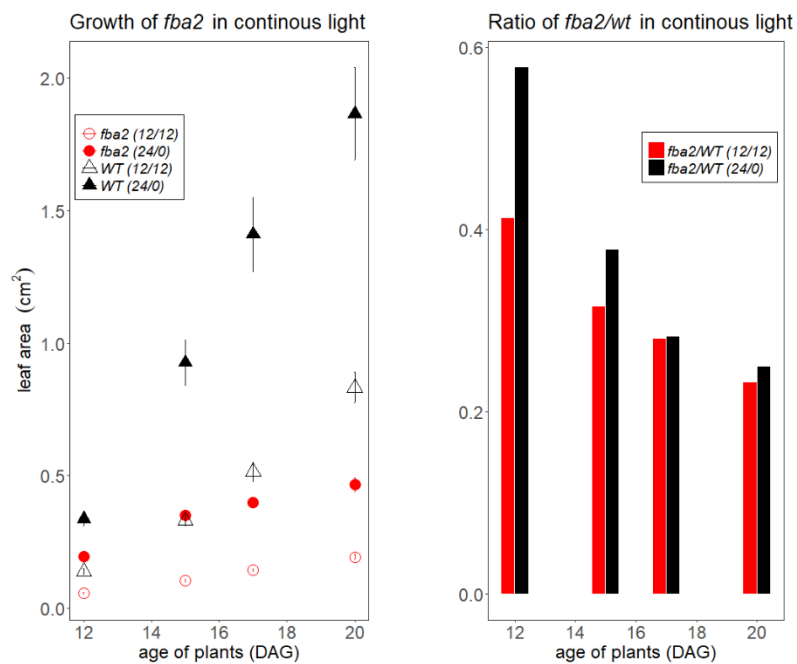 Growth of fba2 in continous light
leaf area (cm2)
2.0
1.5
1.0
0.5
0.0
fba2 (12/12)
fba2 (24/0)
WT (12/12)
WT (24/0)
12 14 16 18 20
age of plants (DAG)
Ratio of fba2/wt in continous light
0.6
0.4
0.2
0.0
fba2/WT (12/12)
fba2/WT (24/0)
12 14 16 18 20
age of plants (DAG)